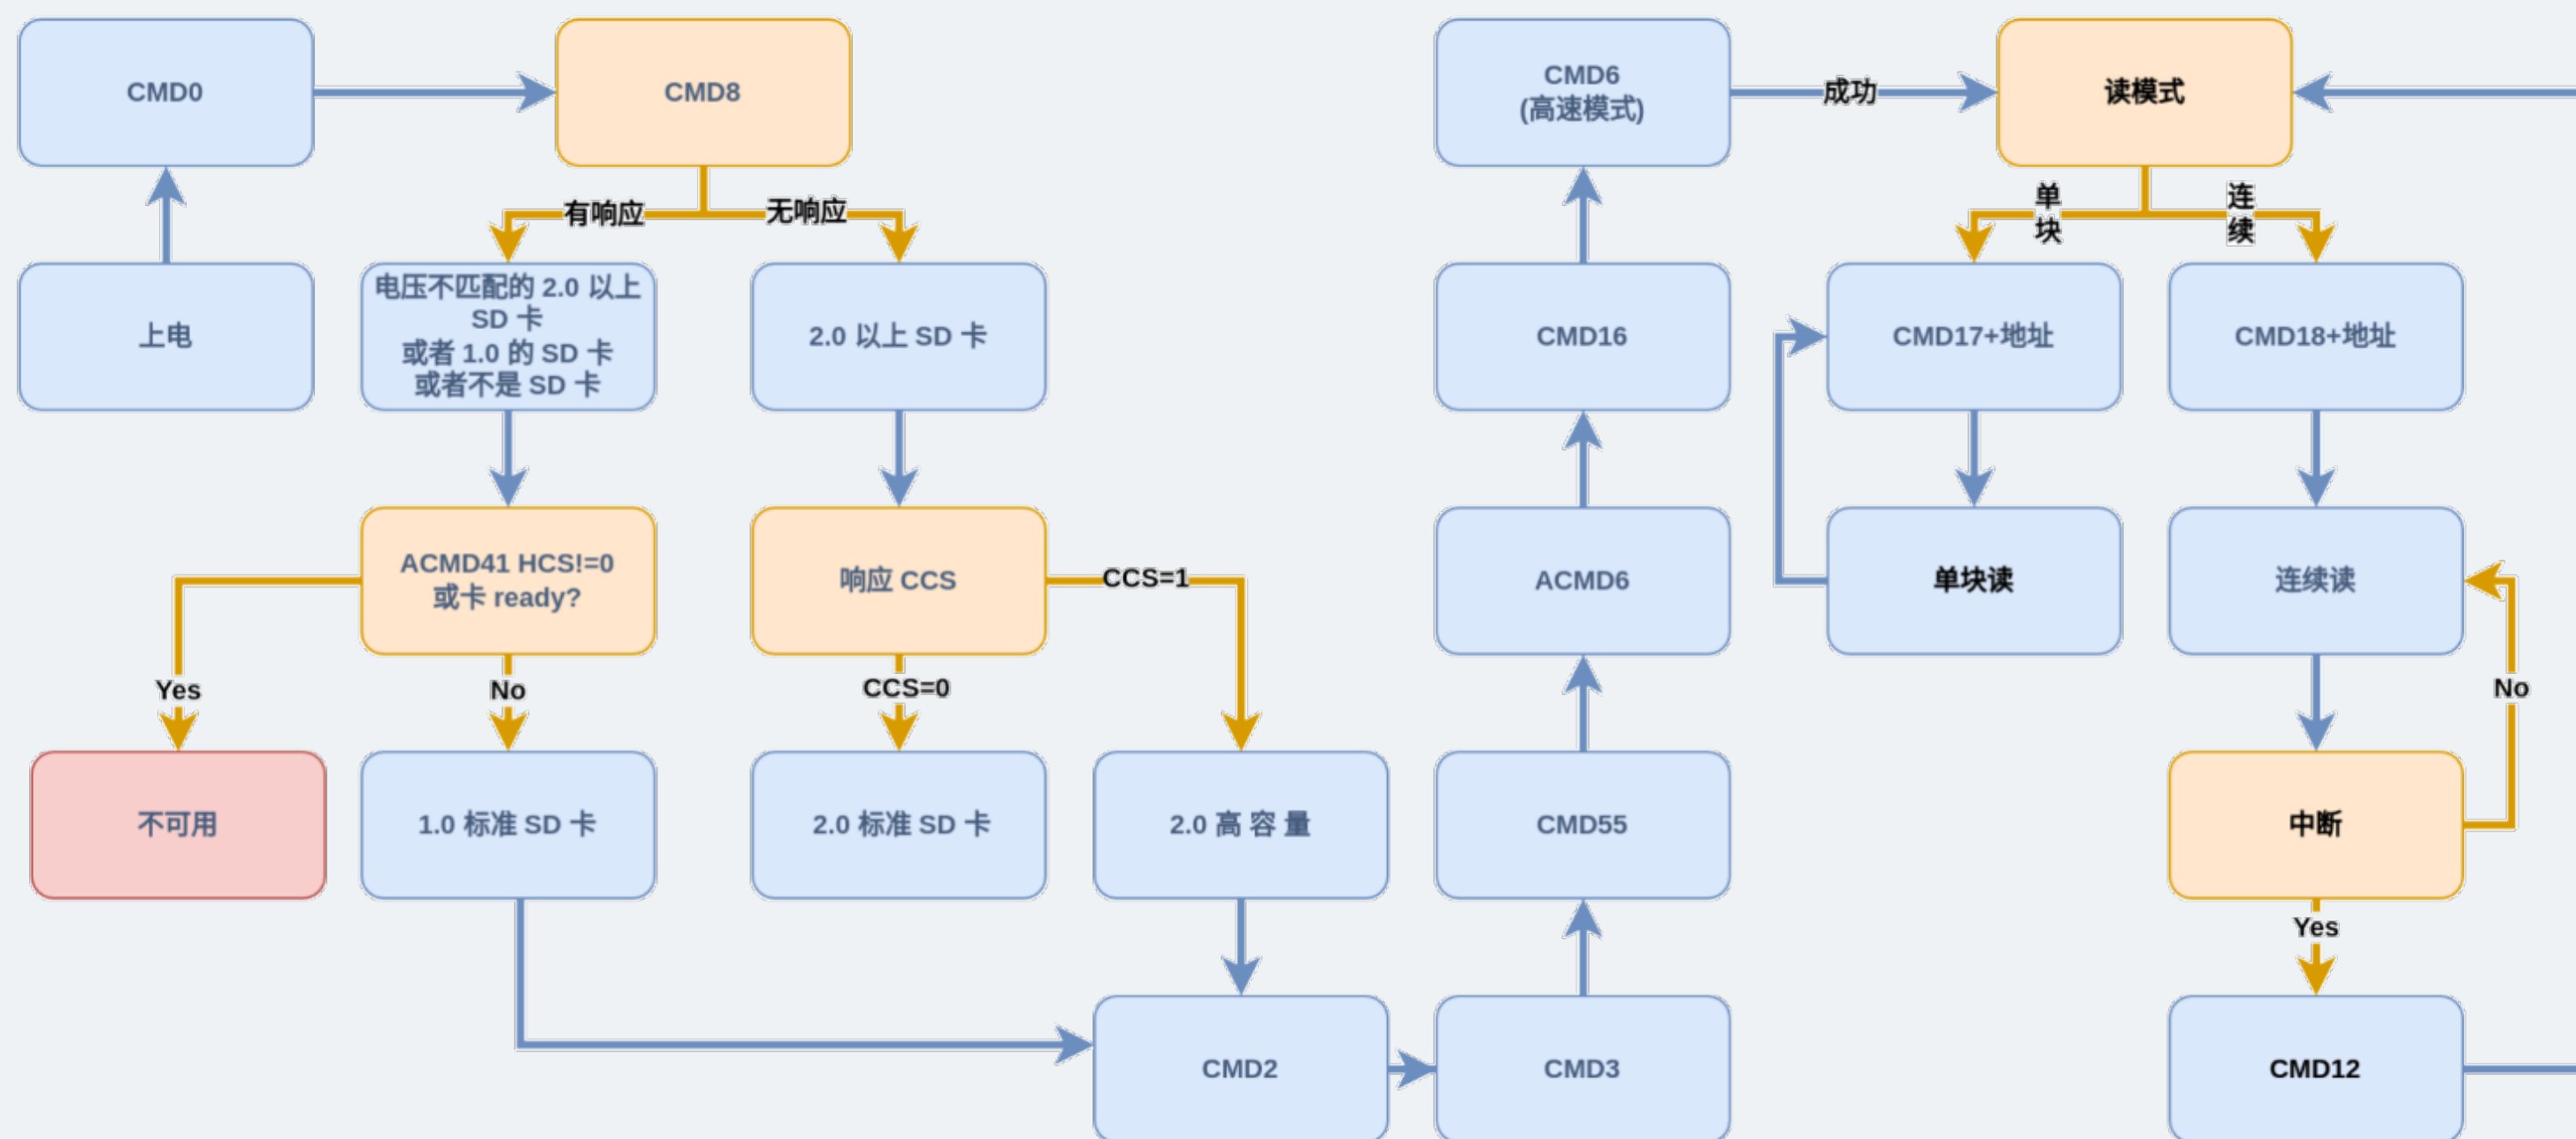 CMD0
CMD8
CMD6
(高速模式)
成功
读模式
有响应
无响应
单
块
连
续
上电
电压不匹配的 2.0 以上
SD 卡
或者 1.0 的 SD 卡
或者不是 SD 卡
2.0 以上 SD 卡
CMD16
CMD17+地址
CMD18+地址
ACMD41 HCS!=0
或卡 ready?
响应 CCS
CCS=1
ACMD6
单块读
连续读
Yes
No
CCS=0
No
不可用
1.0 标准 SD 卡
2.0 标准 SD 卡
2.0 高 容 量
CMD55
中断
Yes
CMD2
CMD3
CMD12